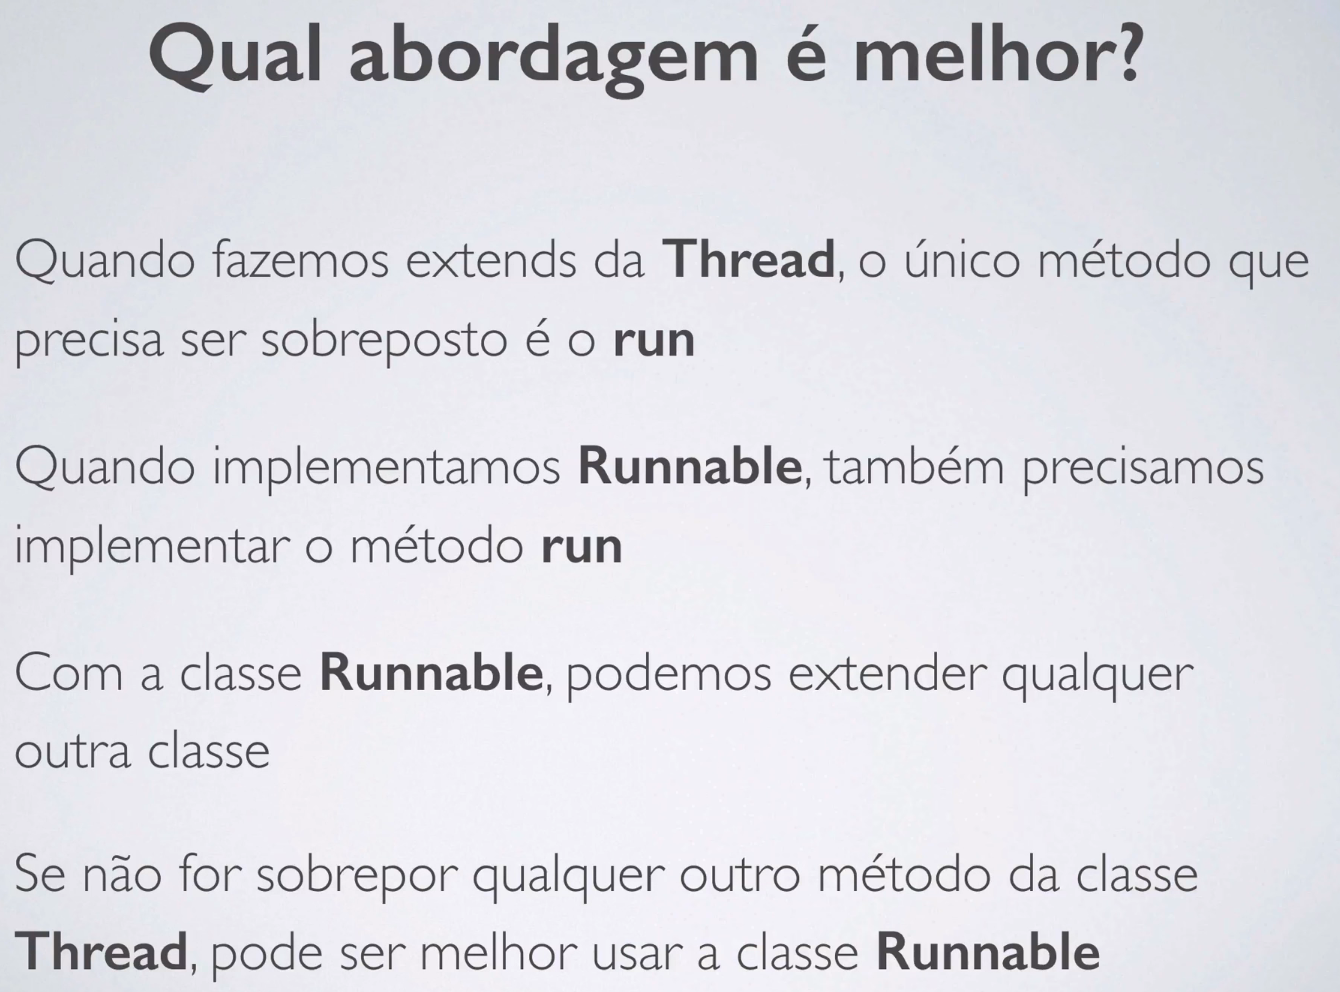 Qual abordagem é melhor?
Quando fazemos extends da Thread, o único método que
precisa ser sobreposto é o run
Quando implementamos Runnable, também precisamos
implementar o método run
Com a classe Runnable, podemos extender qualquer
outra classe
Se não for sobrepor qualquer outro método da classe
Thread, pode ser melhor usar a classe Runnable